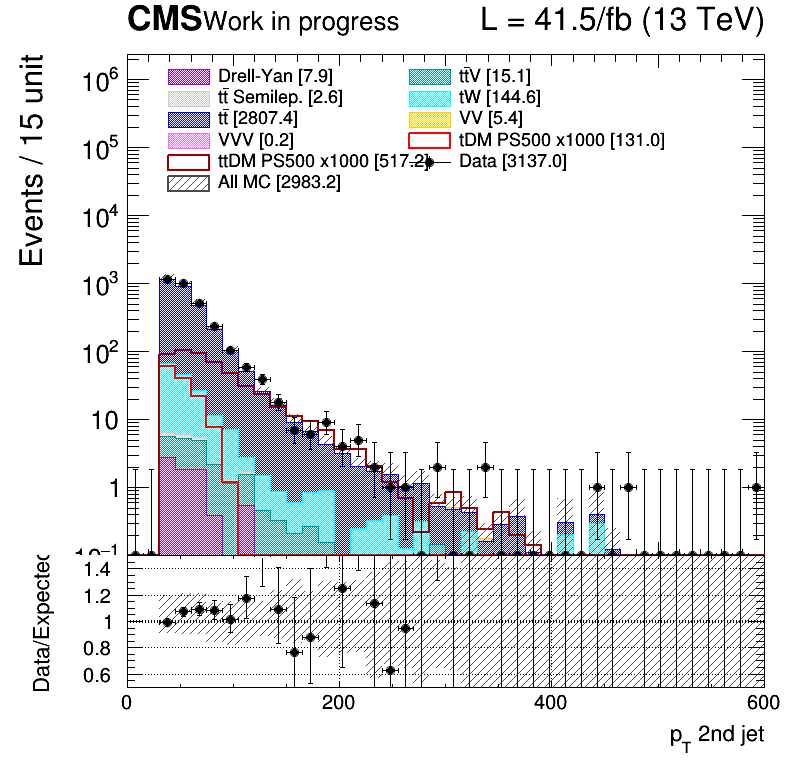 CMS Work in progress L = 41.5/fb (13 TeV)
Events / 15 unit
10⁶
10⁵
10⁴
10³
10²
10
1
10⁻¹
Drell-Yan [7.9] tt̄V [15.1]
tt̄ Semilep. [2.6] tW [144.6]
tt̄ [2807.4] VV [5.4]
VVV [0.2] tDM PS500 x1000 [131.0]
ttDM PS500 x1000 [517.2] Data [3137.0]
All MC [2983.2]
Data/Expected
1.4
1.2
1
0.8
0.6
0 200 400 600
p_T 2nd jet